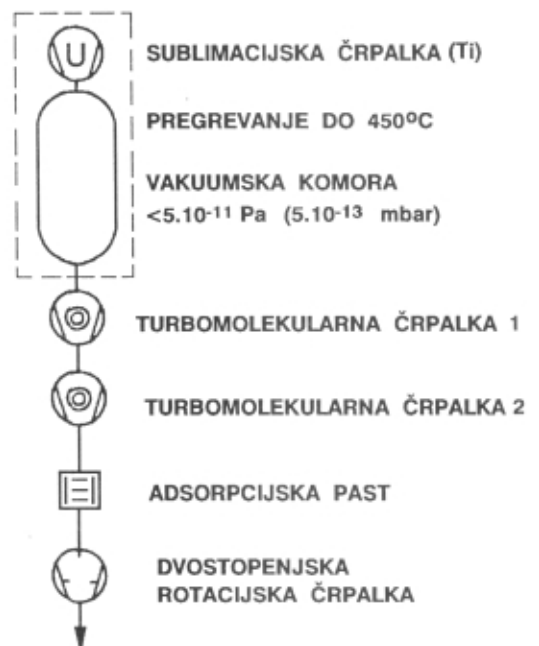 U SUBLIMACIJSKA ČRPALKA (Ti)
PREGREVANJE DO 450°C
VAKUUMSKA KOMORA
<5.10-11 Pa (5.10-13 mbar)
TURBOMOLEKULARNA ČRPALKA 1
TURBOMOLEKULARNA ČRPALKA 2
ADSORPCIJSKA PAST
DVOSTOPENJSKA
ROTACIJSKA ČRPALKA